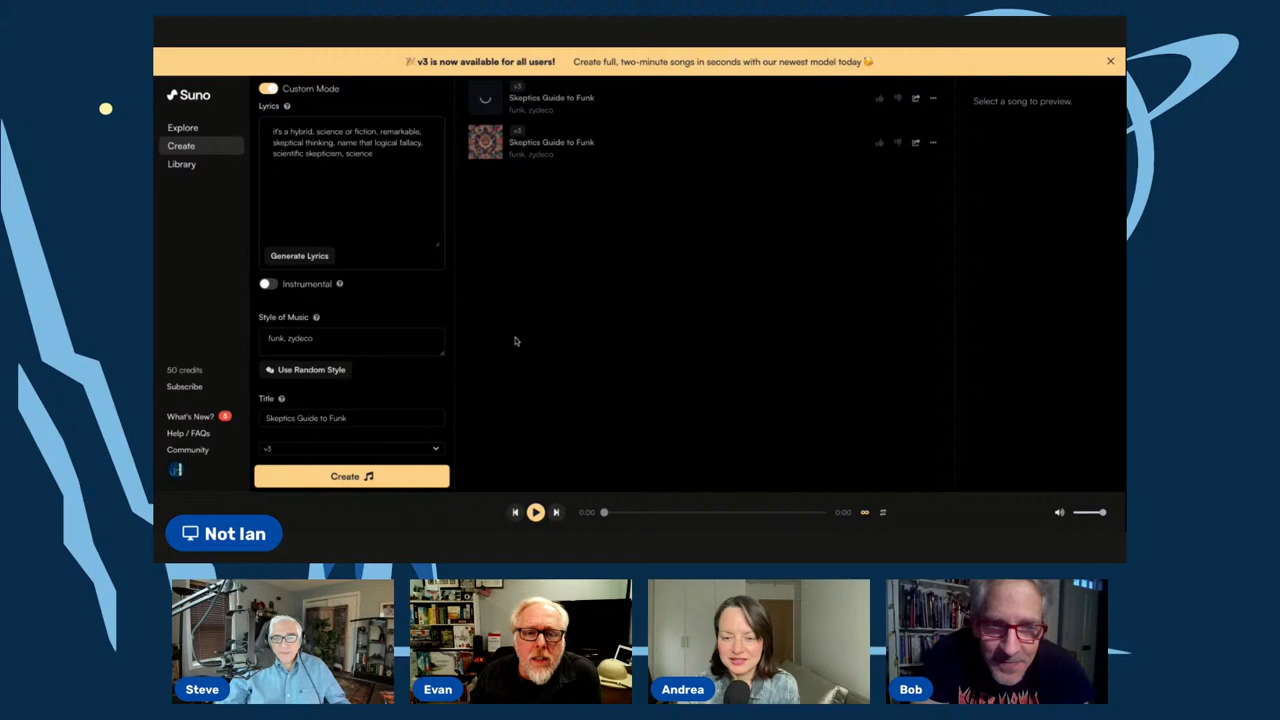 v3 is now available for all users! Create full, two-minute songs in seconds with our newest model today
Suno
Explore
Create
Library
50 credits
Subscribe
What's New? 5
Help / FAQs
Community
Custom Mode
Lyrics
it's a hybrid, science or fiction, remarkable,
skeptical thinking, name that logical fallacy,
scientific skepticism, science
Generate Lyrics
Instrumental
Style of Music
funk, zydeco
Use Random Style
Title
Skeptics Guide to Funk
v3
Create
v3
Skeptics Guide to Funk
funk, zydeco
v3
Skeptics Guide to Funk
funk, zydeco
Select a song to preview.
0:00
0:00
Not Ian
Steve
Evan
Andrea
Bob